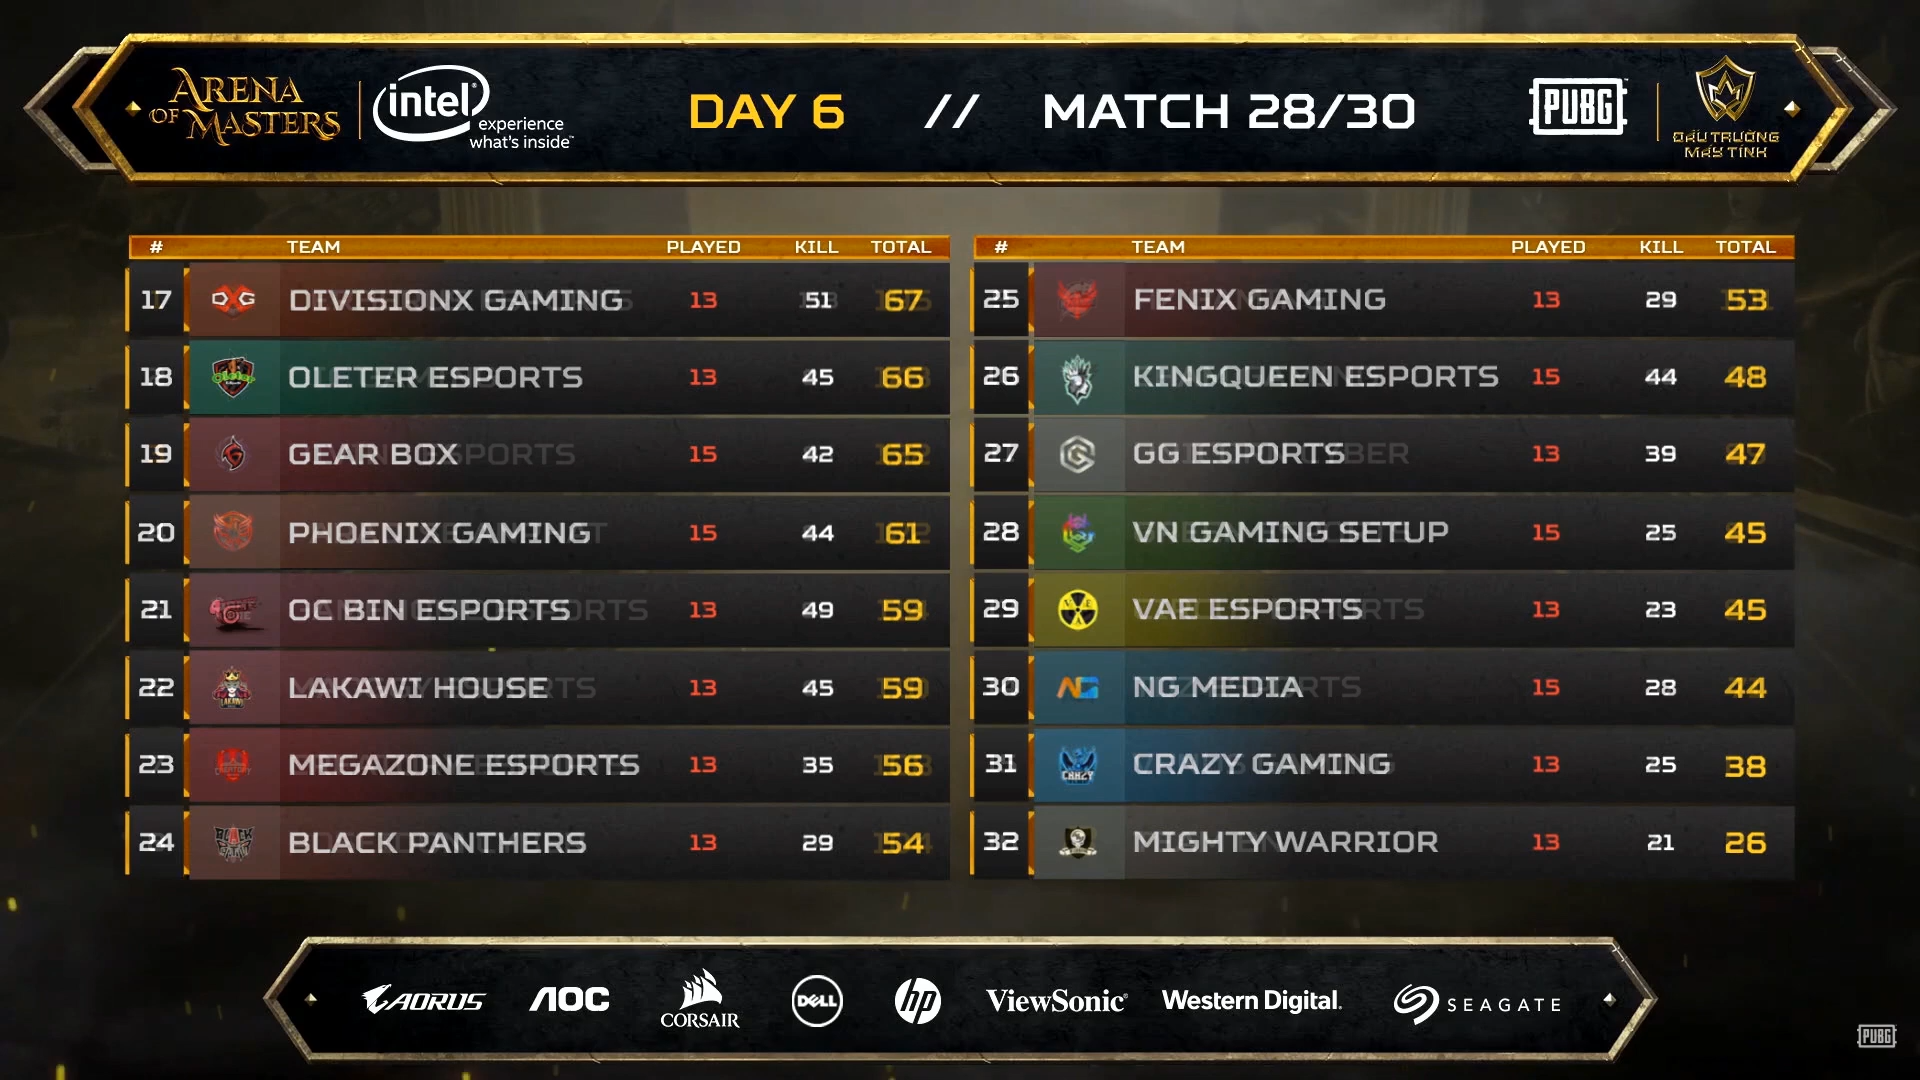 ARENA OF MASTERS
intel experience what's inside™
DAY 6 // MATCH 28/30
PUBG
ĐẤU TRƯỜNG
MÁY TÍNH
# TEAM PLAYED KILL TOTAL
17 DIVISIONX GAMING 13 51 67
18 OLETER ESPORTS 13 45 66
19 GEAR BOX 15 42 65
20 PHOENIX GAMING 15 44 61
21 OC BIN ESPORTS 13 49 59
22 LAKAWI HOUSE 13 45 59
23 MEGAZONE ESPORTS 13 35 56
24 BLACK PANTHERS 13 29 54
# TEAM PLAYED KILL TOTAL
25 FENIX GAMING 13 29 53
26 KINGQUEEN ESPORTS 15 44 48
27 GG ESPORTS 13 39 47
28 VN GAMING SETUP 15 25 45
29 VAE ESPORTS 13 23 45
30 NG MEDIA 15 28 44
31 CRAZY GAMING 13 25 38
32 MIGHTY WARRIOR 13 21 26
AORUS AOC CORSAIR DELL hp ViewSonic® Western Digital. SEAGATE
PUBG